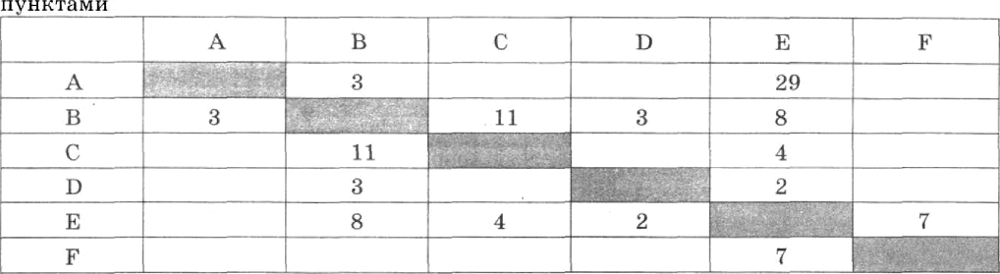 пунктами
A B C D E F
A 3 29
B 3 11 3 8
C 11 4
D 3 2
E 8 4 2 7
F 7